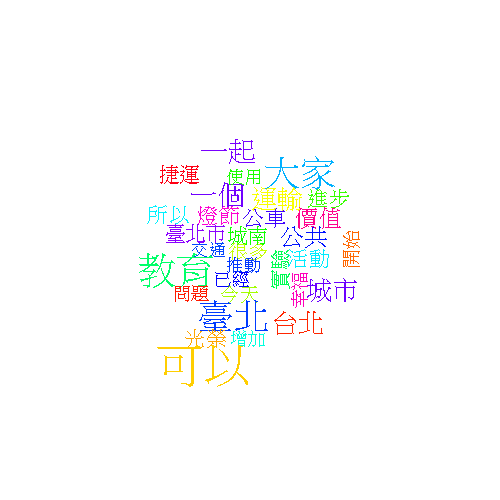 一起
捷運
使用
大家
一個
運輸
進步
所以
燈節
公車
價值
臺北市
城南
公共
交通
很多
開始
教育
推動
實驗
活動
已經
幸福
問題
今天
城市
臺北
台北
光榮
增加
可以